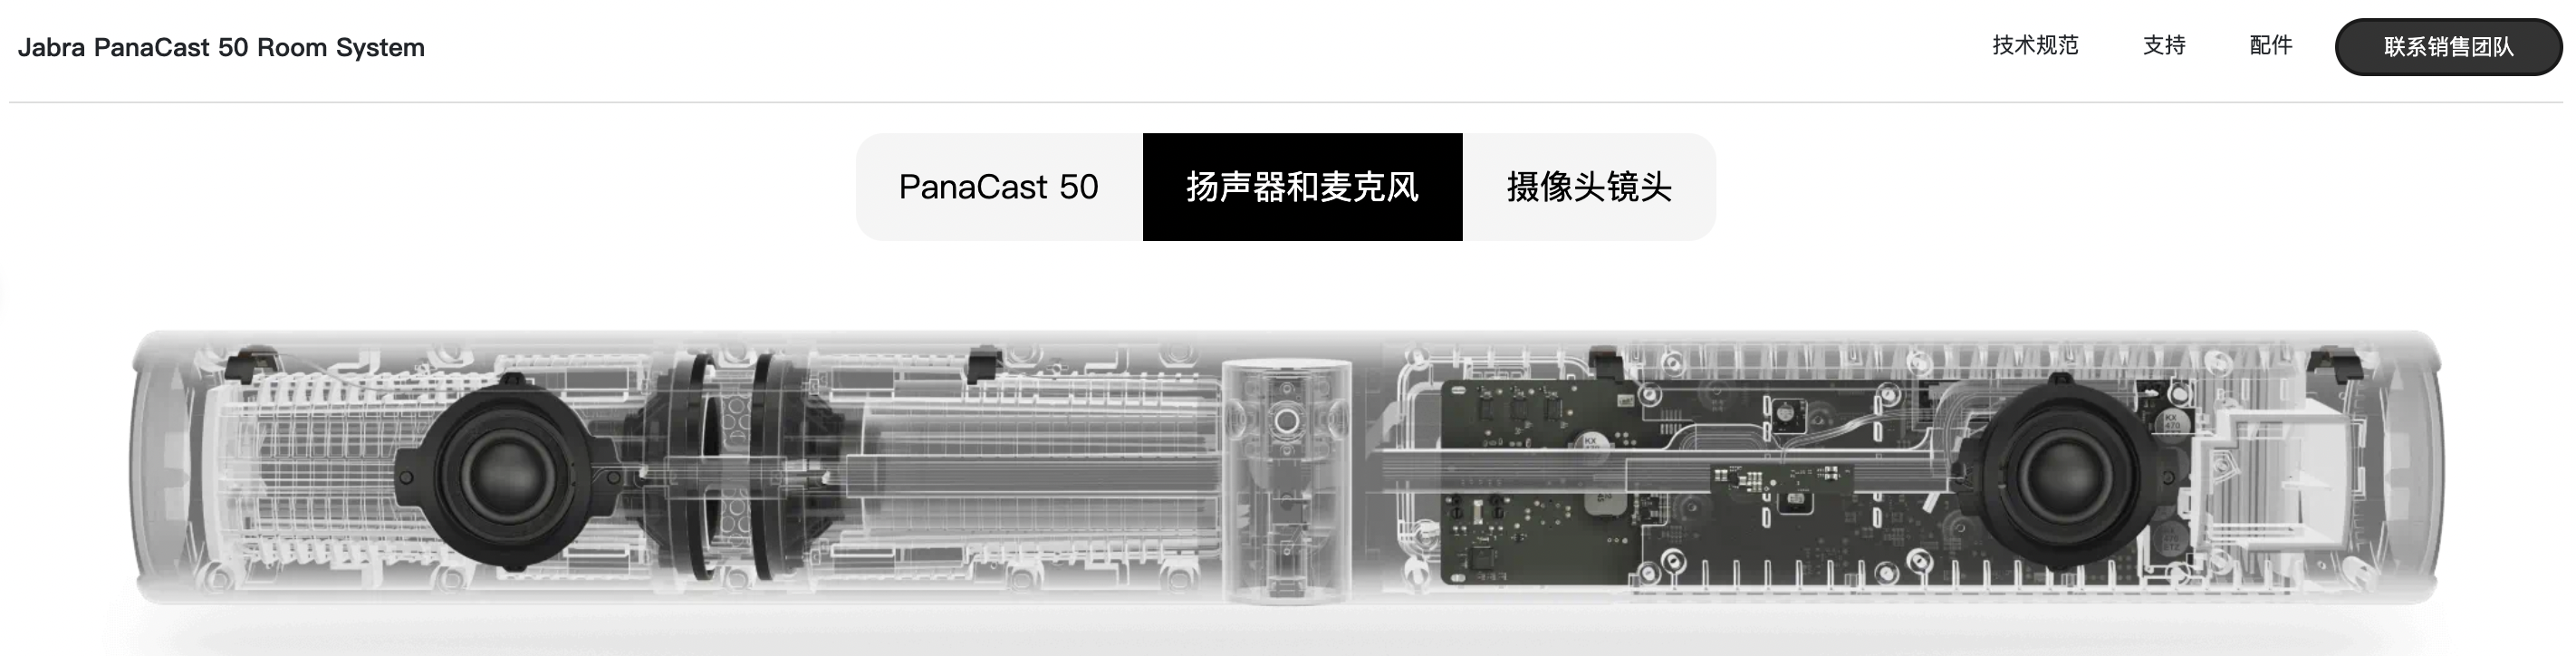 Jabra PanaCast 50 Room System
技术规范
支持
配件
联系销售团队
PanaCast 50
扬声器和麦克风
摄像头镜头